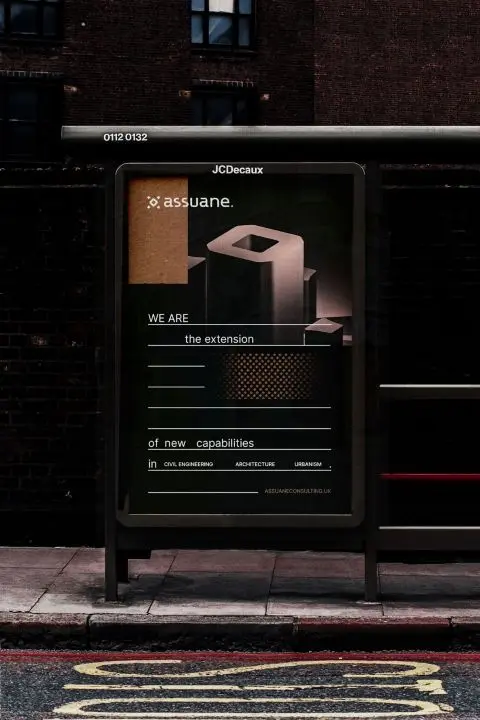 0112 0132
JCDecaux
assuane.
WE ARE
the extension
of new capabilities
in CIVIL ENGINEERING ARCHITECTURE URBANISM .
ASSUANECONSULTING.UK